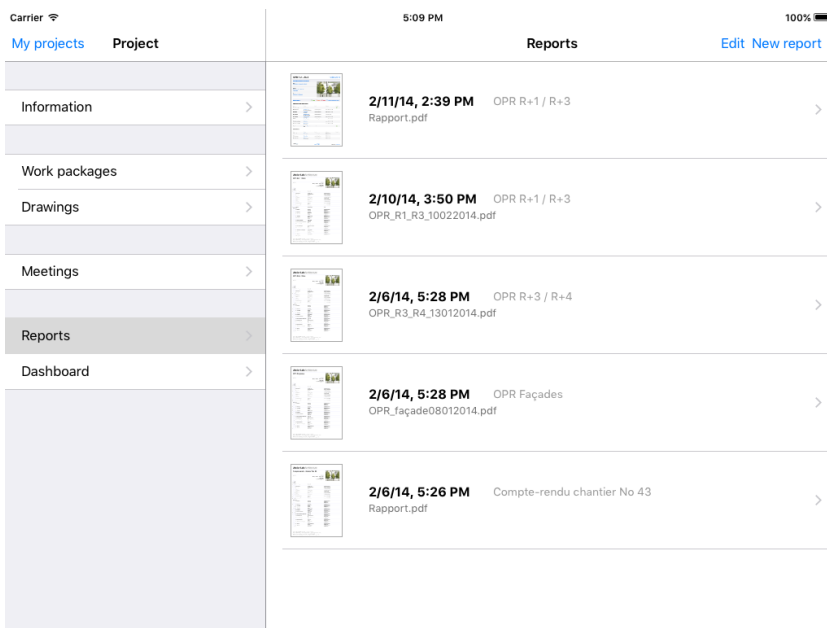 Carrier 5:09 PM 100%
My projects Project Reports Edit New report
Information
Work packages
Drawings
Meetings
Reports
Dashboard
2/11/14, 2:39 PM OPR R+1 / R+3
Rapport.pdf
2/10/14, 3:50 PM OPR R+1 / R+3
OPR_R1_R3_10022014.pdf
2/6/14, 5:28 PM OPR R+3 / R+4
OPR_R3_R4_13012014.pdf
2/6/14, 5:28 PM OPR Façades
OPR_façade08012014.pdf
2/6/14, 5:26 PM Compte-rendu chantier No 43
Rapport.pdf